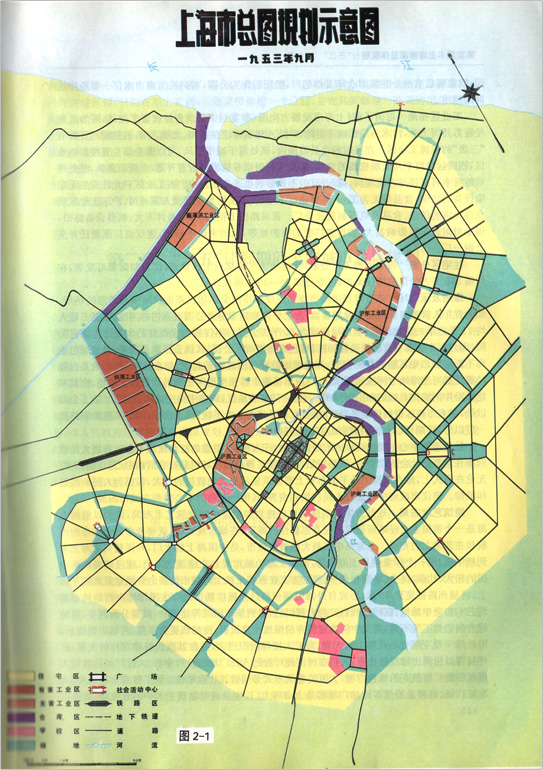 上海市总图规划示意图
一九五三年九月
长
江
蕰藻浜工业区
沪东工业区
桃浦工业区
沪西工业区
沪南工业区
江
住宅区
广场
有害工业区
社会活动中心
无害工业区
铁路区
仓库区
地下铁道
学校区
道路
绿地
河流
图2-1